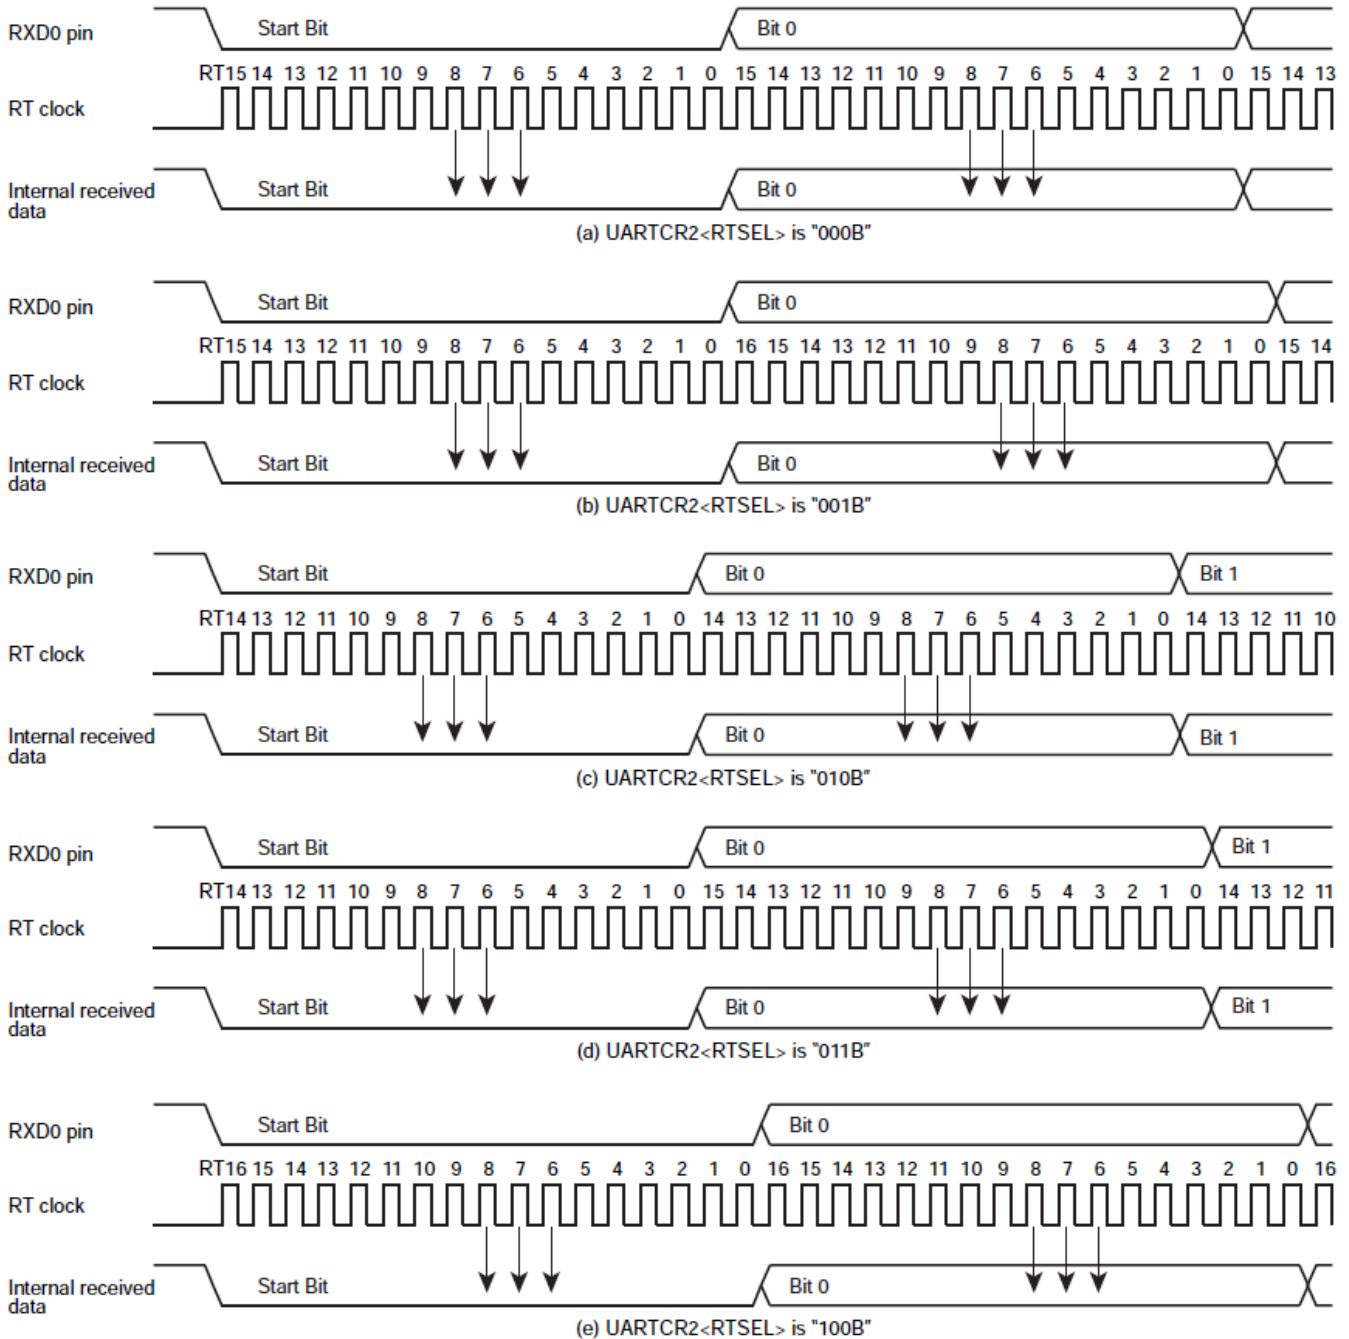 RXD0 pin Start Bit Bit 0
RT15 14 13 12 11 10 9 8 7 6 5 4 3 2 1 0 15 14 13 12 11 10 9 8 7 6 5 4 3 2 1 0 15 14 13
RT clock
Internal received data Start Bit Bit 0
(a) UARTCR2<RTSEL> is "000B"
RXD0 pin Start Bit Bit 0
RT15 14 13 12 11 10 9 8 7 6 5 4 3 2 1 0 16 15 14 13 12 11 10 9 8 7 6 5 4 3 2 1 0 15 14
RT clock
Internal received data Start Bit Bit 0
(b) UARTCR2<RTSEL> is "001B"
RXD0 pin Start Bit Bit 0 Bit 1
RT14 13 12 11 10 9 8 7 6 5 4 3 2 1 0 14 13 12 11 10 9 8 7 6 5 4 3 2 1 0 14 13 12 11 10
RT clock
Internal received data Start Bit Bit 0 Bit 1
(c) UARTCR2<RTSEL> is "010B"
RXD0 pin Start Bit Bit 0 Bit 1
RT14 13 12 11 10 9 8 7 6 5 4 3 2 1 0 15 14 13 12 11 10 9 8 7 6 5 4 3 2 1 0 14 13 12 11
RT clock
Internal received data Start Bit Bit 0 Bit 1
(d) UARTCR2<RTSEL> is "011B"
RXD0 pin Start Bit Bit 0
RT16 15 14 13 12 11 10 9 8 7 6 5 4 3 2 1 0 16 15 14 13 12 11 10 9 8 7 6 5 4 3 2 1 0 16
RT clock
Internal received data Start Bit Bit 0
(e) UARTCR2<RTSEL> is "100B"